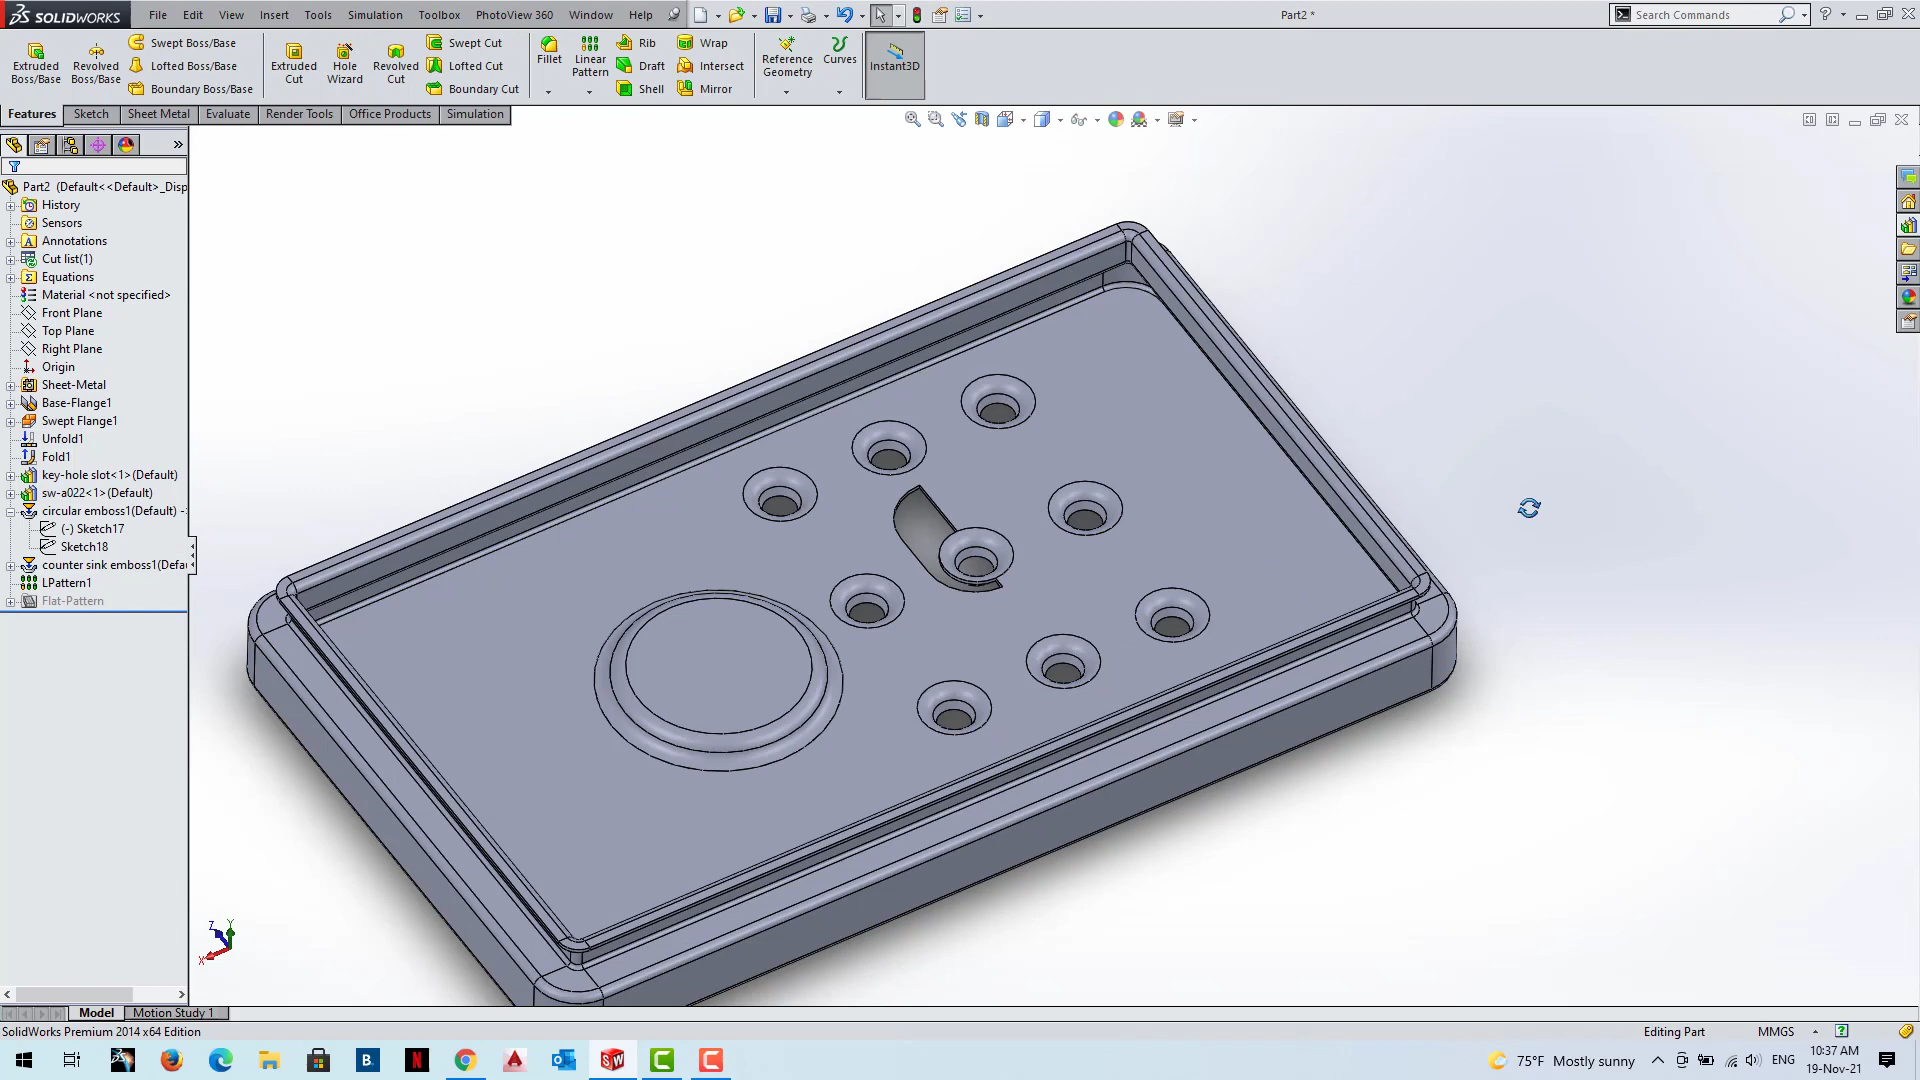 SOLIDWORKS File Edit View Insert Tools Simulation Toolbox PhotoView 360 Window Help Part2 * Search Commands
Extruded Boss/Base
Revolved Boss/Base
Swept Boss/Base
Lofted Boss/Base
Boundary Boss/Base
Extruded Cut
Hole Wizard
Revolved Cut
Swept Cut
Lofted Cut
Boundary Cut
Fillet
Linear Pattern
Rib
Draft
Shell
Wrap
Intersect
Mirror
Reference Geometry
Curves
Instant3D
Features Sketch Sheet Metal Evaluate Render Tools Office Products Simulation
Part2 (Default<<Default>_Disp
History
Sensors
Annotations
Cut list(1)
Equations
Material <not specified>
Front Plane
Top Plane
Right Plane
Origin
Sheet-Metal
Base-Flange1
Swept Flange1
Unfold1
Fold1
key-hole slot<1>(Default)
sw-a022<1>(Default)
circular emboss1(Default) -
(-) Sketch17
Sketch18
counter sink emboss1(Defau
LPattern1
Flat-Pattern
Z Y X
Model Motion Study 1
SolidWorks Premium 2014 x64 Edition Editing Part MMGS
75°F Mostly sunny ENG 10:37 AM
19-Nov-21